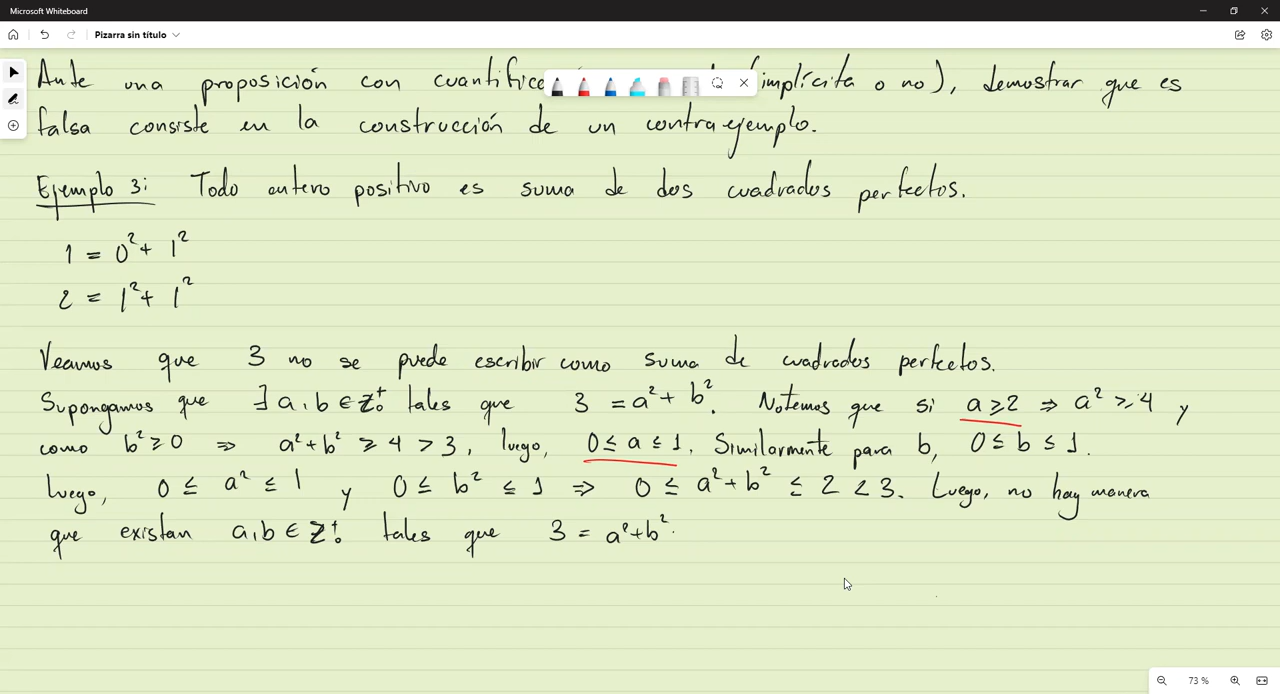 Microsoft Whiteboard
Pizarra sin título
Ante una proposición con (implícita o no), demostrar que es
falsa consiste en la construcción de un contraejemplo.
Ejemplo 3: Todo entero positivo es suma de dos cuadrados perfectos.
1 = 0² + 1²
2 = 1² + 1²
Veamos que 3 no se puede escribir como suma de cuadrados perfectos.
Supongamos que ∃ a, b ∈ Z₀⁺ tales que 3 = a² + b². Notemos que si a ≥ 2 ⇒ a² ≥ 4 y
como b² ≥ 0 ⇒ a² + b² ≥ 4 > 3, luego, 0 ≤ a ≤ 1. Similarmente para b, 0 ≤ b ≤ 1.
Luego, 0 ≤ a² ≤ 1 y 0 ≤ b² ≤ 1 ⇒ 0 ≤ a² + b² ≤ 2 < 3. Luego, no hay manera
que existan a, b ∈ Z₀⁺ tales que 3 = a² + b².
73 %